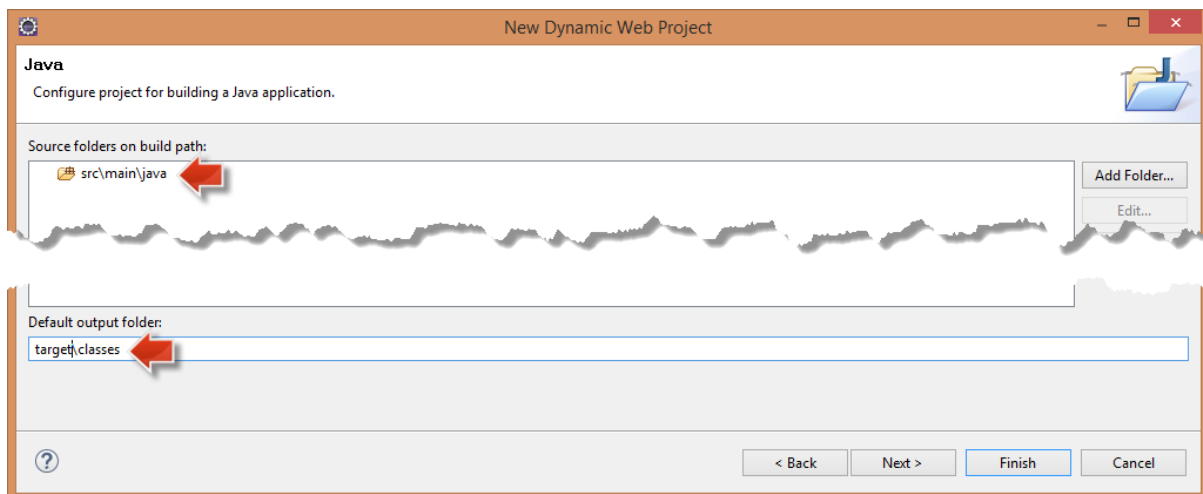 New Dynamic Web Project
Java
Configure project for building a Java application.
Source folders on build path:
src\main\java
Add Folder...
Edit...
Default output folder:
target\classes
< Back
Next >
Finish
Cancel